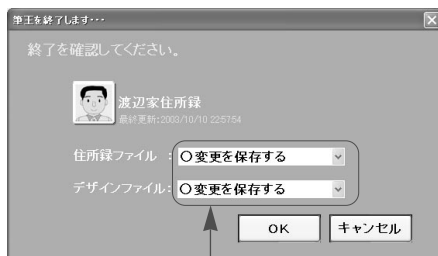 筆王を終了します･･･
終了を確認してください。
渡辺家住所録
最終更新:2003/10/10 22:57:54
住所録ファイル : 〇変更を保存する
デザインファイル: 〇変更を保存する
OK キャンセル